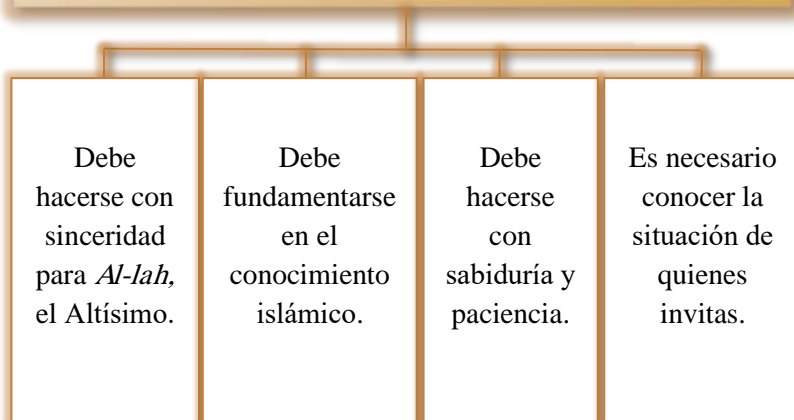 Debe
hacerse con
sinceridad
para Al-lah,
el Altísimo.
Debe
fundamentarse
en el
conocimiento
islámico.
Debe
hacerse
con
sabiduría y
paciencia.
Es necesario
conocer la
situación de
quienes
invitas.